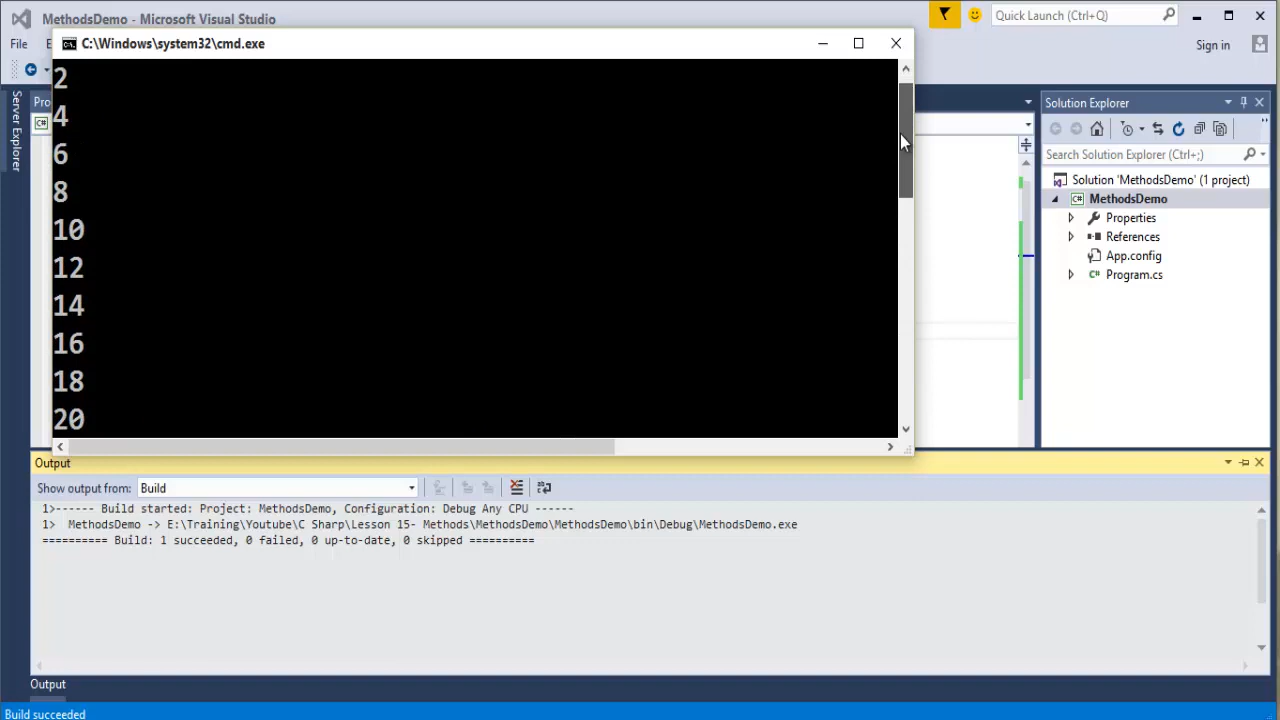 MethodsDemo - Microsoft Visual Studio
Quick Launch (Ctrl+Q)
File
Sign in
C:\Windows\system32\cmd.exe
2
4
6
8
10
12
14
16
18
20
Server Explorer
Solution Explorer
Search Solution Explorer (Ctrl+;)
Solution 'MethodsDemo' (1 project)
C# MethodsDemo
Properties
References
App.config
C# Program.cs
Output
Show output from: Build
1>------ Build started: Project: MethodsDemo, Configuration: Debug Any CPU ------
1>  MethodsDemo -> E:\Training\Youtube\C Sharp\Lesson 15- Methods\MethodsDemo\MethodsDemo\bin\Debug\MethodsDemo.exe
========== Build: 1 succeeded, 0 failed, 0 up-to-date, 0 skipped ==========
Output
Build succeeded